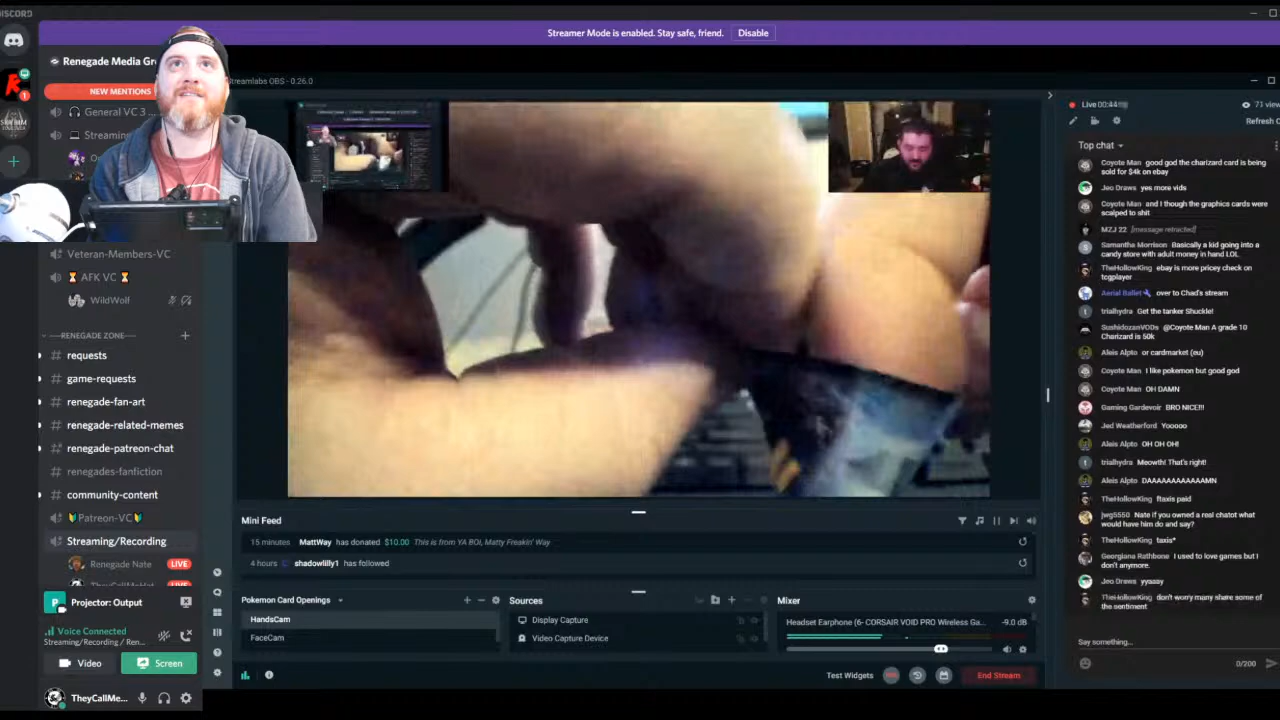 DISCORD
Streamer Mode is enabled. Stay safe, friend.
Disable
Renegade Media Gro
NEW MENTIONS
General VC 3
Streaming
Veteran-Members-VC
AFK VC
WildWolf
RENEGADE ZONE
requests
game-requests
renegade-fan-art
renegade-related-memes
renegade-patreon-chat
renegades-fanfiction
community-content
Patreon-VC
Streaming/Recording
Renegade Nate
LIVE
TheyCallMeHat
LIVE
P
Projector: Output
Voice Connected
Streaming/Recording / Ren...
Video
Screen
TheyCallMe...
Streamlabs OBS - 0.26.0
Mini Feed
15 minutes MattWay has donated $10.00 This is from YA BOI, Matty Freakin' Way
4 hours shadowlilly1 has followed
Pokemon Card Openings
HandsCam
FaceCam
Sources
Display Capture
Video Capture Device
Mixer
Headset Earphone (6- CORSAIR VOID PRO Wireless Ga...
-9.0 dB
Test Widgets
End Stream
Live 00:44
71 view
Refresh C
Top chat
Coyote Man good god the charizard card is being
sold for $4k on ebay
Jeo Draws yes more vids
Coyote Man and I though the graphics cards were
scalped to shit
MZJ 22 [message retracted]
Samantha Morrison Basically a kid going into a
candy store with adult money in hand LOL
TheHollowKing ebay is more pricey check on
tcgplayer
Aerial Ballet over to Chad's stream
trialhydra Get the tanker Shuckle!
SushidozanVODs @Coyote Man A grade 10
Charizard is 50k
Aleis Alpto or cardmarket (eu)
Coyote Man I like pokemon but good god
Coyote Man OH DAMN
Gaming Gardevoir BRO NICE!!!
Jed Weatherford Yooooo
Aleis Alpto OH OH OH!
trialhydra Meowth! That's right!
Aleis Alpto DAAAAAAAAAAAMN
TheHollowKing ftaxis paid
jwg5550 Nate if you owned a real chatot what
would have him do and say?
TheHollowKing taxis*
Georgiana Rathbone I used to love games but I
don't anymore.
Jeo Draws yyaaay
TheHollowKing don't worry many share some of
the sentiment
Say something...
0/200